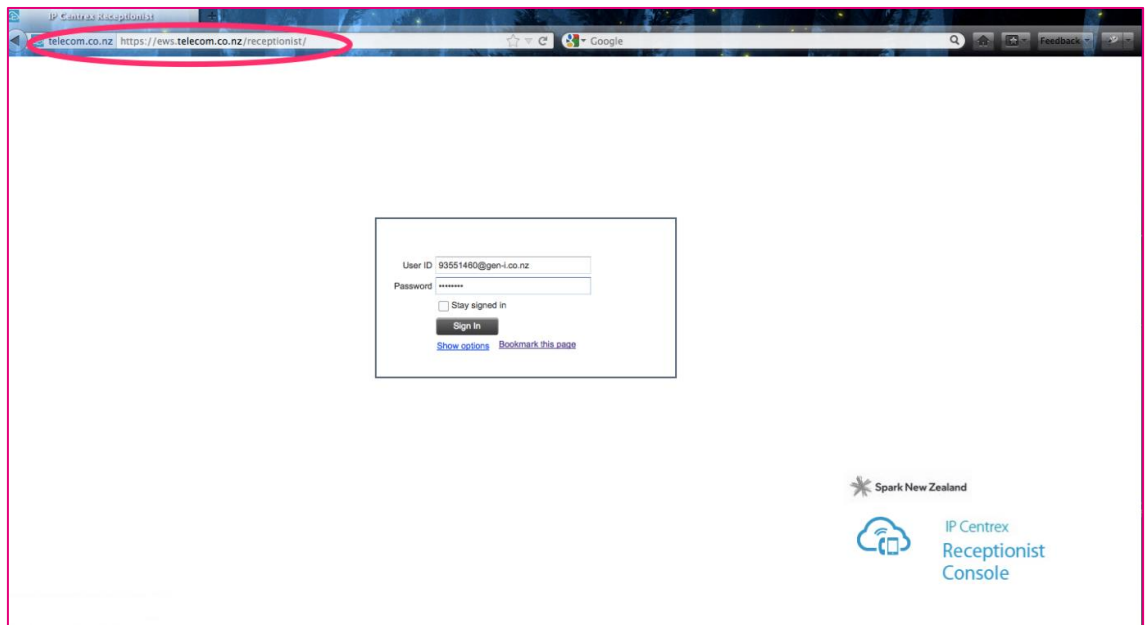 IP Centrex Receptionist
telecom.co.nz https://ews.telecom.co.nz/receptionist/
Google
Feedback
User ID 93551460@gen-i.co.nz
Password ••••••••
Stay signed in
Sign In
Show options Bookmark this page
Spark New Zealand
IP Centrex
Receptionist
Console